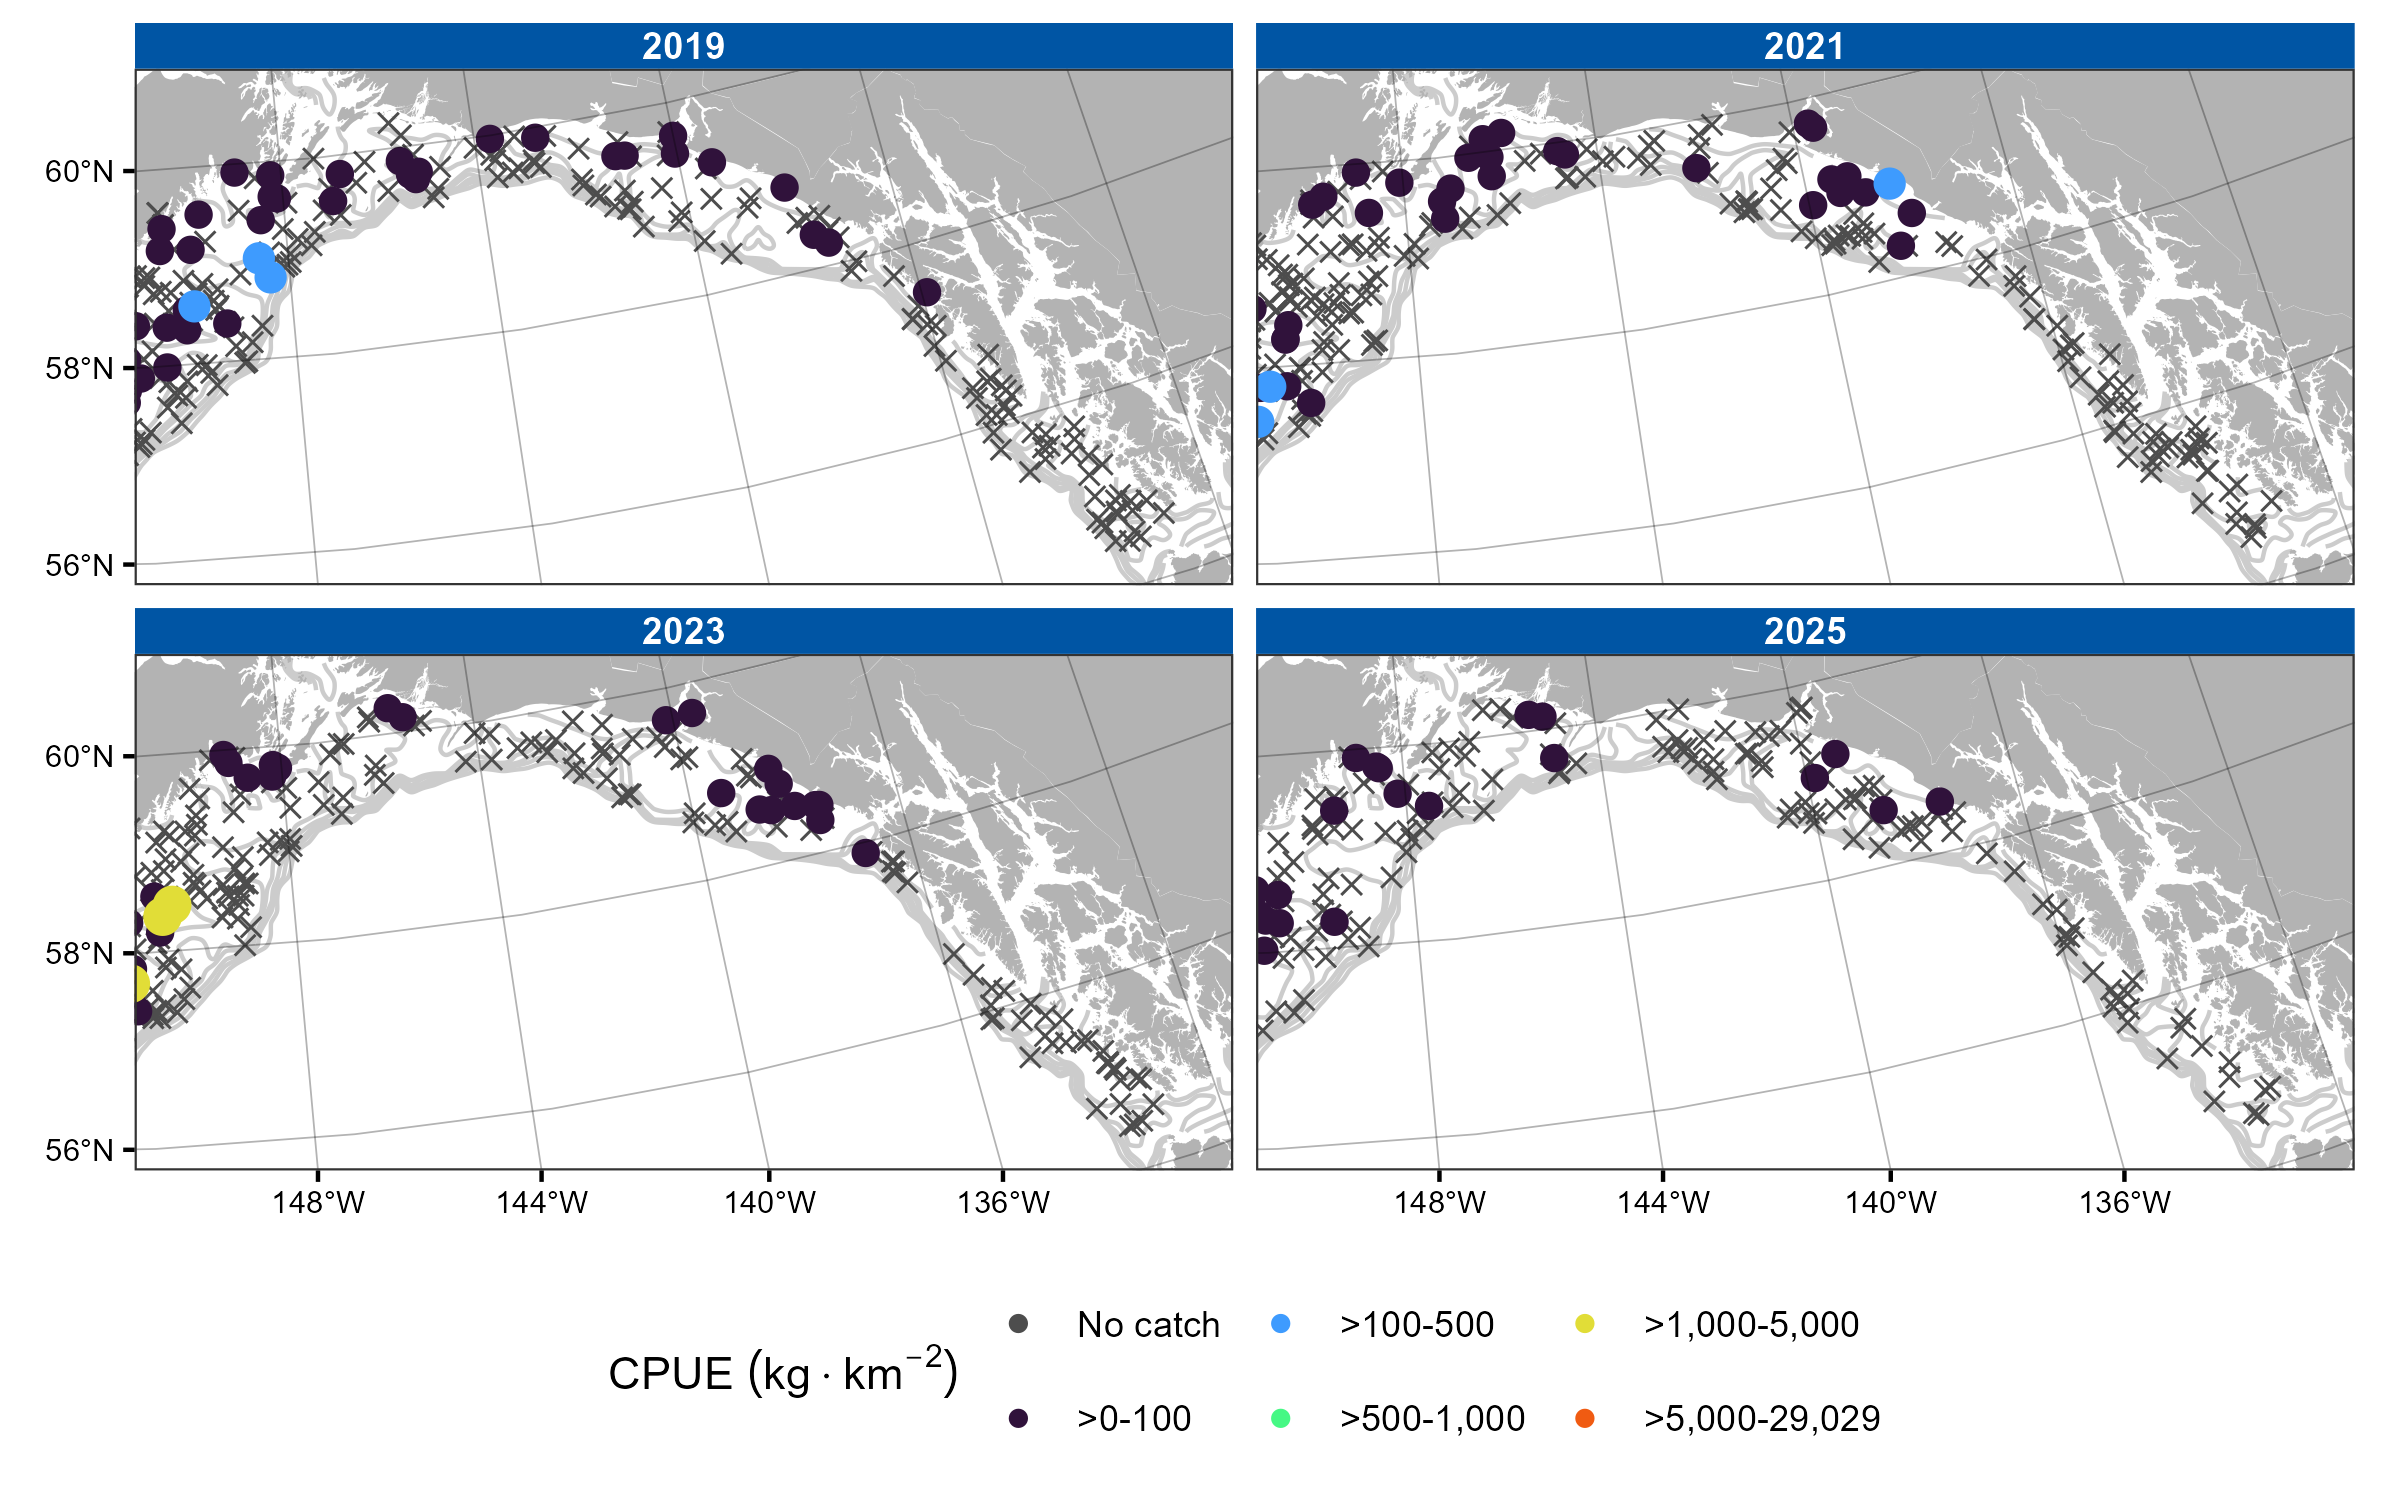 2019
2021
60°N
58°N
56°N
2023
2025
60°N
58°N
56°N
148°W 144°W 140°W 136°W 148°W 144°W 140°W 136°W
No catch >100-500 >1,000-5,000
CPUE (kg · km⁻²)
>0-100 >500-1,000 >5,000-29,029